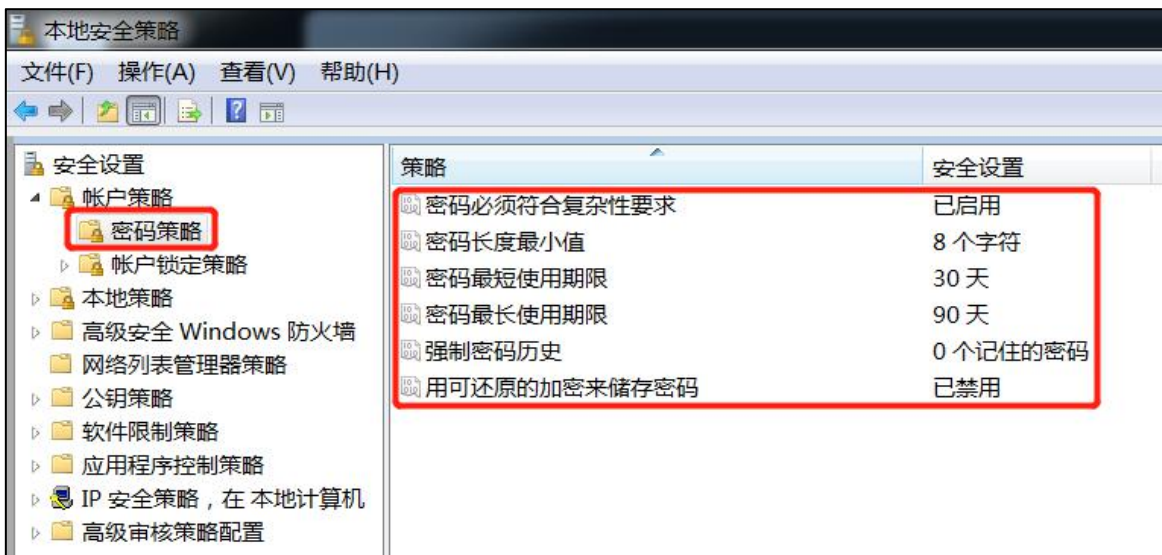 本地安全策略
文件(F) 操作(A) 查看(V) 帮助(H)
安全设置
帐户策略
密码策略
帐户锁定策略
本地策略
高级安全 Windows 防火墙
网络列表管理器策略
公钥策略
软件限制策略
应用程序控制策略
IP 安全策略，在 本地计算机
高级审核策略配置
策略 安全设置
密码必须符合复杂性要求 已启用
密码长度最小值 8 个字符
密码最短使用期限 30 天
密码最长使用期限 90 天
强制密码历史 0 个记住的密码
用可还原的加密来储存密码 已禁用